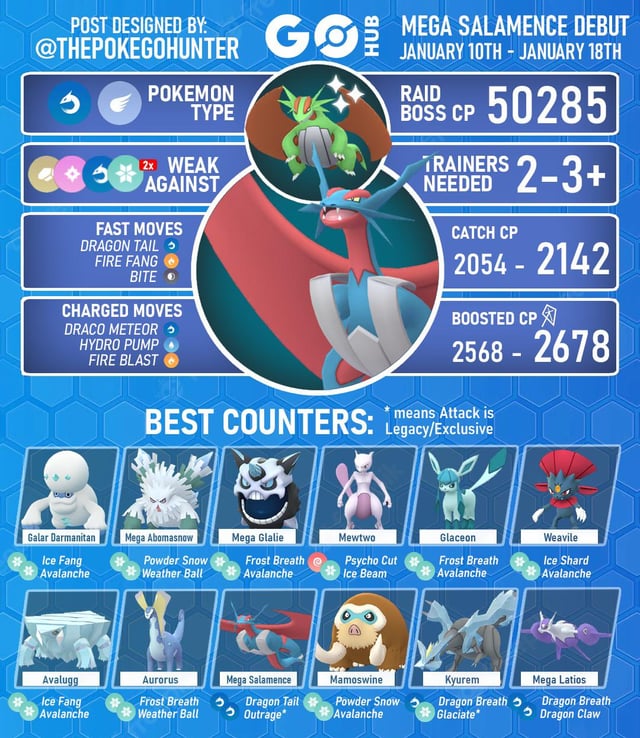 POST DESIGNED BY:
@THEPOKEGOHUNTER
GO HUB
MEGA SALAMENCE DEBUT
JANUARY 10TH - JANUARY 18TH
POKEMON
TYPE
RAID
BOSS CP 50285
2x WEAK
AGAINST
TRAINERS
NEEDED 2-3+
FAST MOVES
DRAGON TAIL
FIRE FANG
BITE
CATCH CP
2054 - 2142
CHARGED MOVES
DRACO METEOR
HYDRO PUMP
FIRE BLAST
BOOSTED CP
2568 - 2678
BEST COUNTERS:
* means Attack is
Legacy/Exclusive
Galar Darmanitan
Ice Fang
Avalanche
Mega Abomasnow
Powder Snow
Weather Ball
Mega Glalie
Frost Breath
Avalanche
Mewtwo
Psycho Cut
Ice Beam
Glaceon
Frost Breath
Avalanche
Weavile
Ice Shard
Avalanche
Avalugg
Ice Fang
Avalanche
Aurorus
Frost Breath
Weather Ball
Mega Salamence
Dragon Tail
Outrage*
Mamoswine
Powder Snow
Avalanche
Kyurem
Dragon Breath
Glaciate*
Mega Latios
Dragon Breath
Dragon Claw